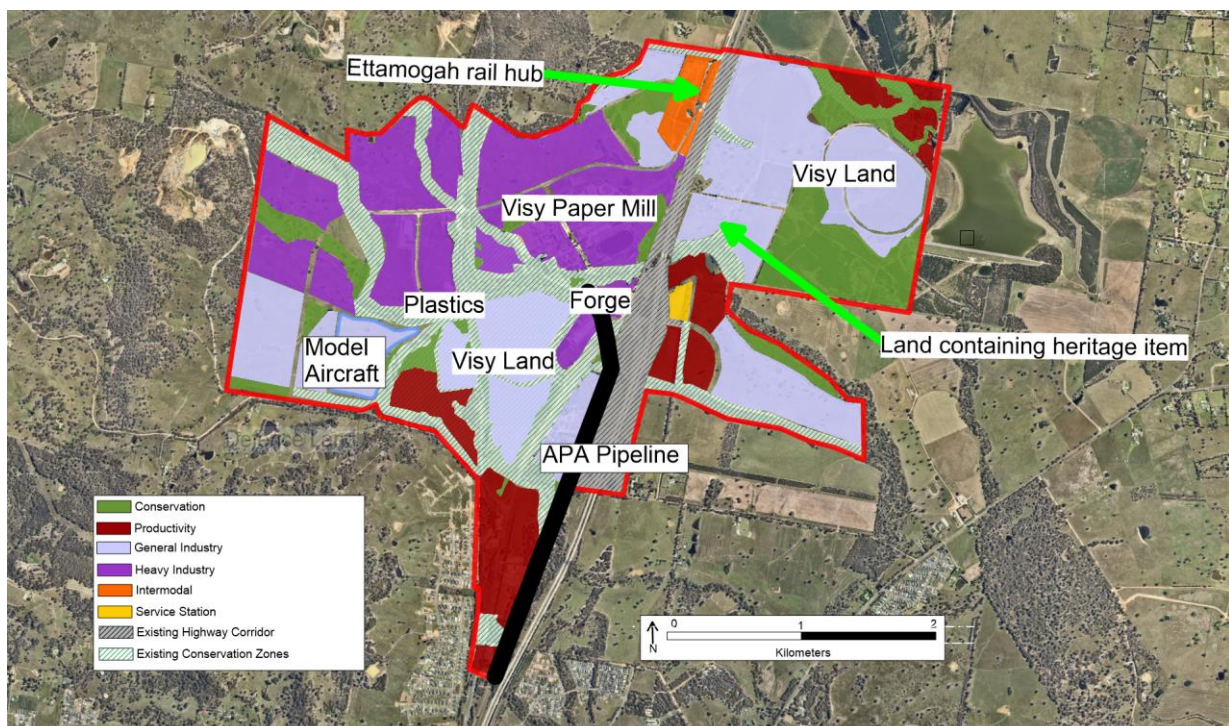 Ettamogah rail hub
Visy Land
Visy Paper Mill
Plastics
Forge
Model
Aircraft
Visy Land
Land containing heritage item
APA Pipeline
Conservation
Productivity
General Industry
Heavy Industry
Intermodal
Service Station
Existing Highway Corridor
Existing Conservation Zones
N
0 1 2
Kilometers